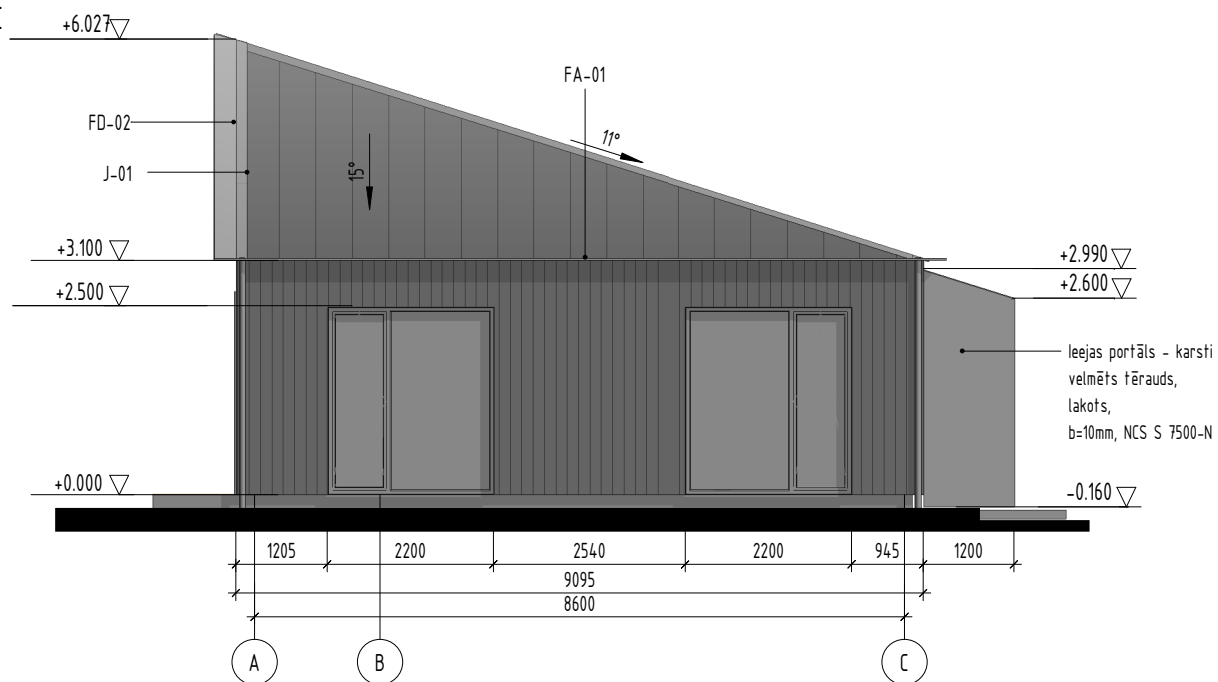 +6.027
FA-01
FD-02
11°
J-01
15°
+3.100
+2.990
+2.500
+2.600
Ieejas portāls - karsti
velmēts tērauds,
lakots,
b=10mm, NCS S 7500-N
+0.000
-0.160
1205 2200 2540 2200 945 1200
9095
8600
A B C